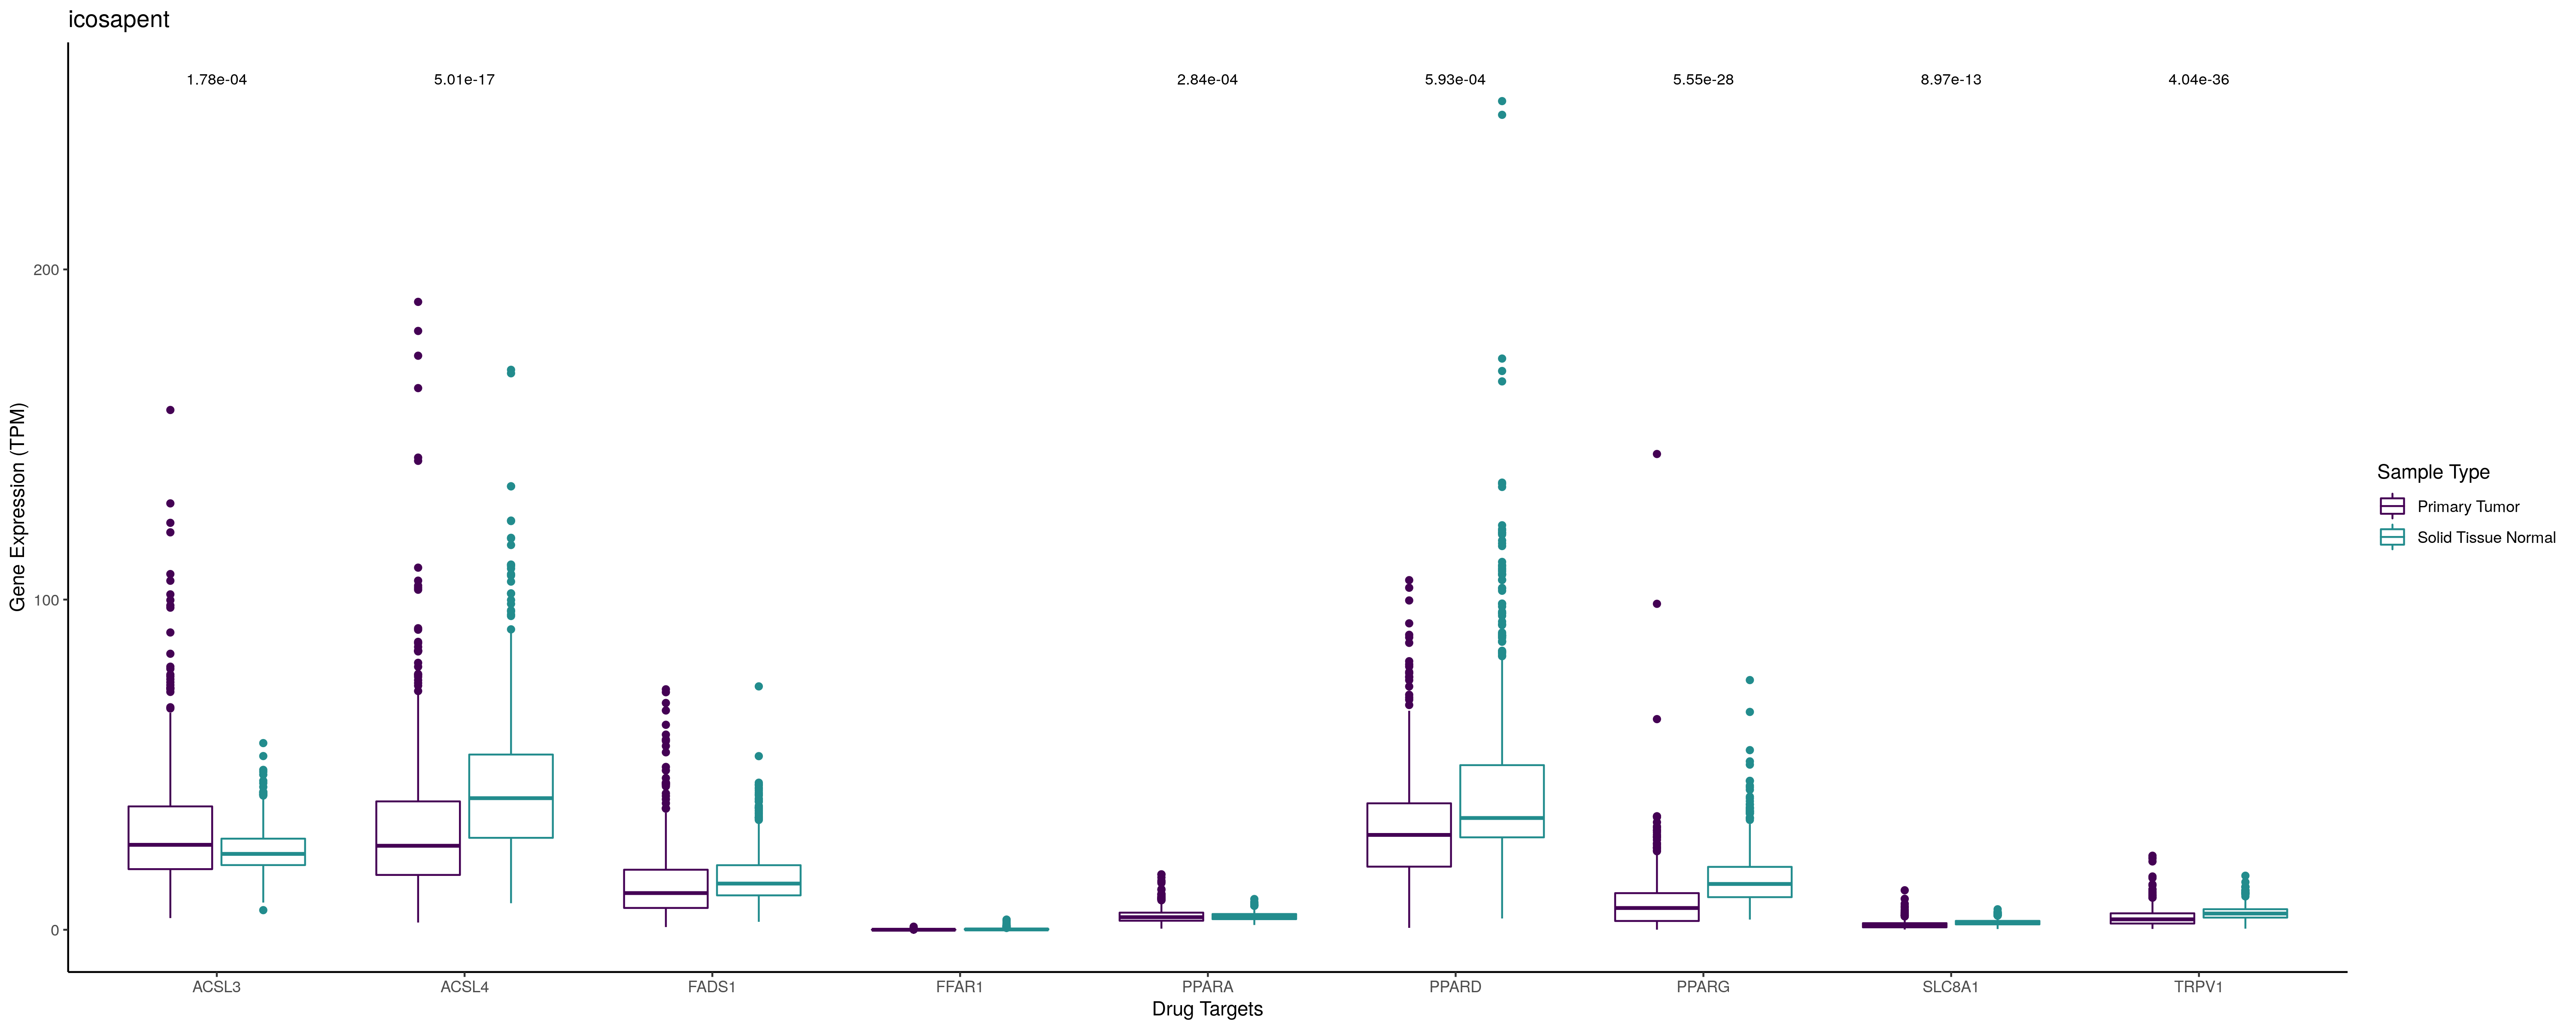 icosapent
1.78e-04 5.01e-17 2.84e-04 5.93e-04 5.55e-28 8.97e-13 4.04e-36
Gene Expression (TPM)
200
100
0
Sample Type
Primary Tumor
Solid Tissue Normal
ACSL3 ACSL4 FADS1 FFAR1 PPARA PPARD PPARG SLC8A1 TRPV1
Drug Targets